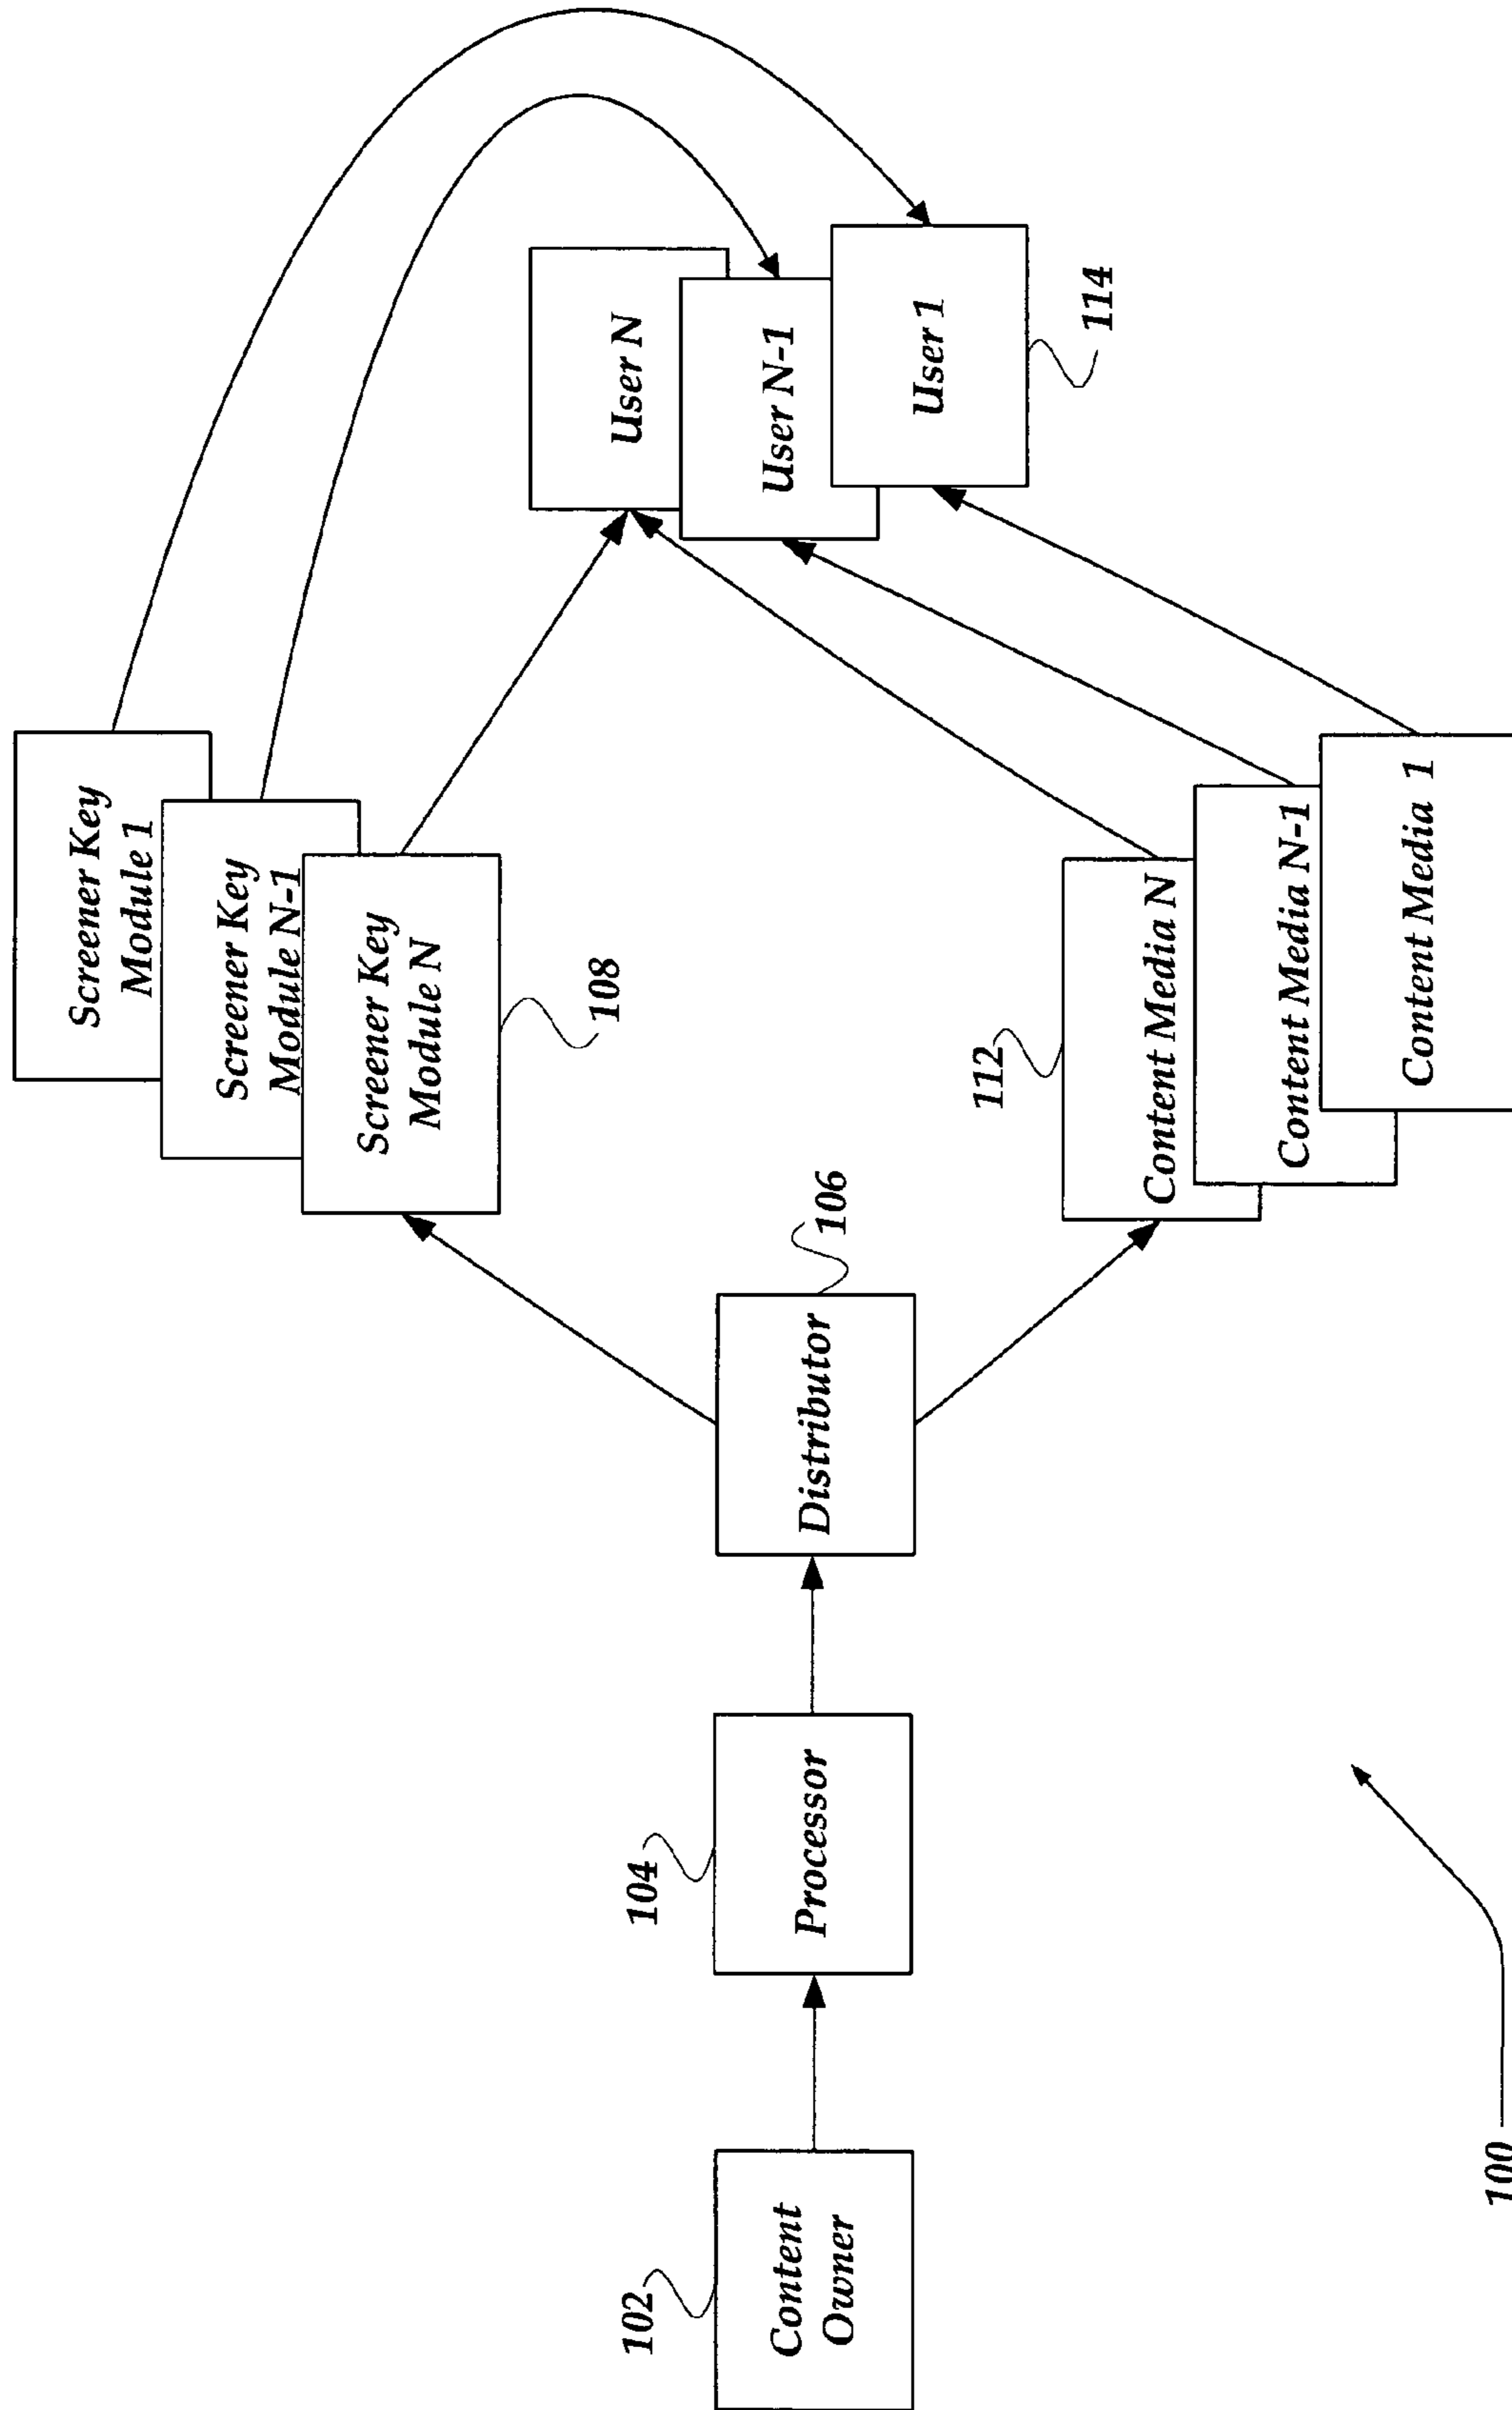 Screener Key
Module 1
Screener Key
Module N-1
Screener Key
Module N
108
User N
User N-1
User 1
114
102
Content
Owner
104
Processor
Distributor
106
112
Content Media N
Content Media N-1
Content Media 1
100